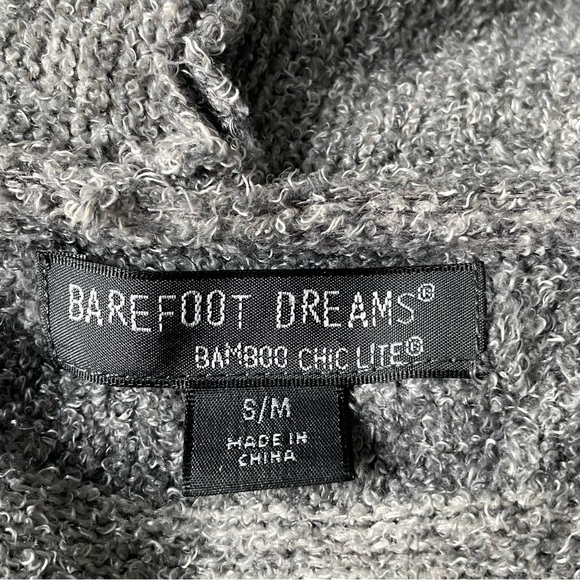 BAREFOOT DREAMS®
BAMBOO CHIC LITE®
S/M
MADE IN
CHINA